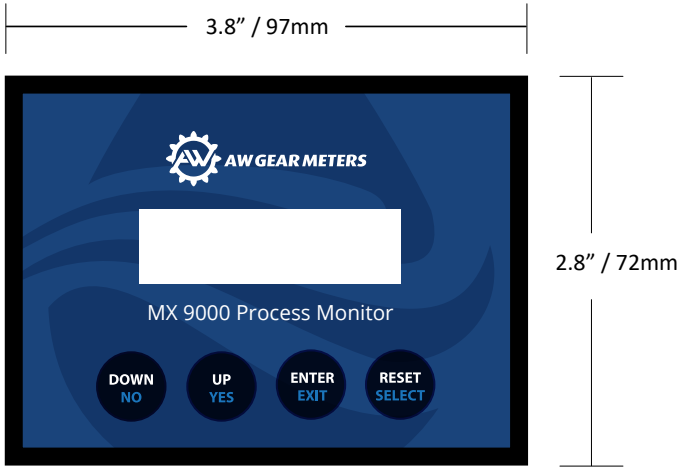 3.8” / 97mm
AW AW GEAR METERS
2.8” / 72mm
MX 9000 Process Monitor
DOWN
NO
UP
YES
ENTER
EXIT
RESET
SELECT